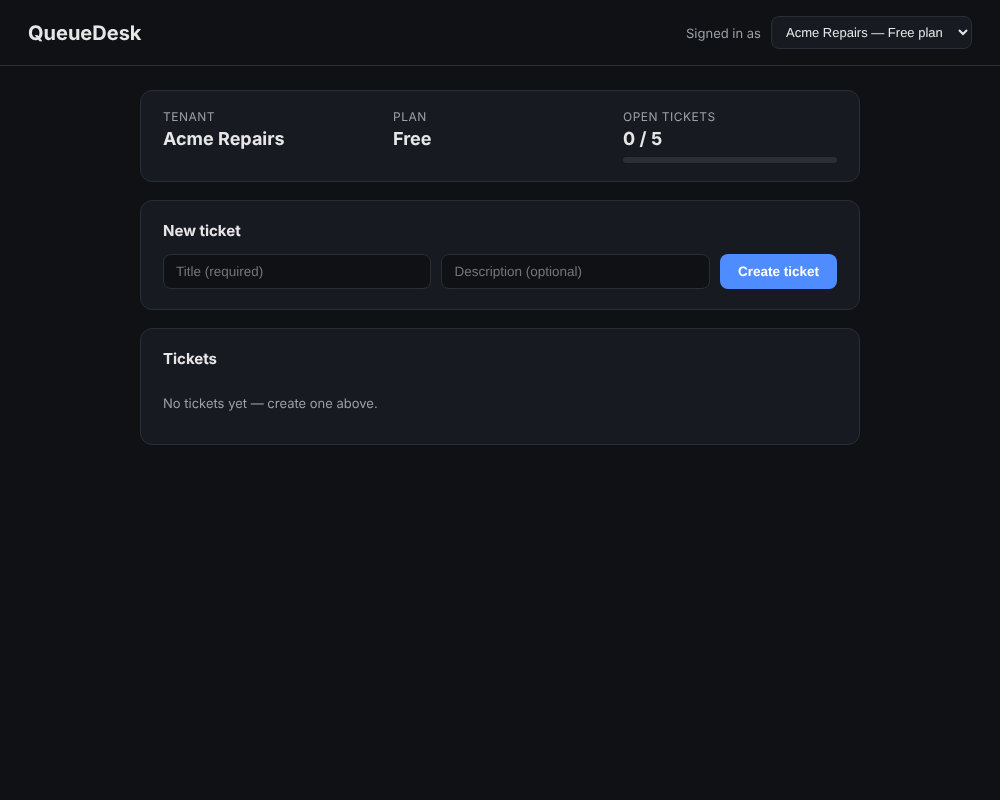 QueueDesk
Signed in as
Acme Repairs — Free plan
TENANT
Acme Repairs
PLAN
Free
OPEN TICKETS
0 / 5
New ticket
Title (required)
Description (optional)
Create ticket
Tickets
No tickets yet — create one above.